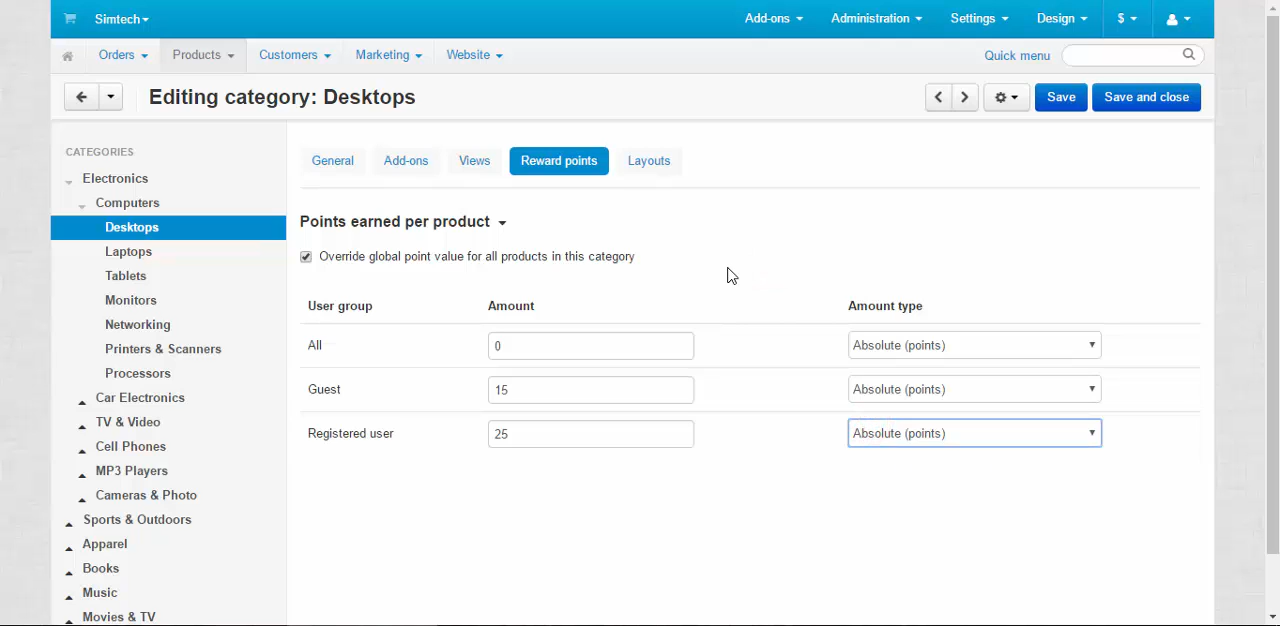 Simtech
Add-ons
Administration
Settings
Design
$
Orders
Products
Customers
Marketing
Website
Quick menu
Editing category: Desktops
Save
Save and close
CATEGORIES
Electronics
Computers
Desktops
Laptops
Tablets
Monitors
Networking
Printers & Scanners
Processors
Car Electronics
TV & Video
Cell Phones
MP3 Players
Cameras & Photo
Sports & Outdoors
Apparel
Books
Music
Movies & TV
General
Add-ons
Views
Reward points
Layouts
Points earned per product
Override global point value for all products in this category
User group Amount Amount type
All 0 Absolute (points)
Guest 15 Absolute (points)
Registered user 25 Absolute (points)